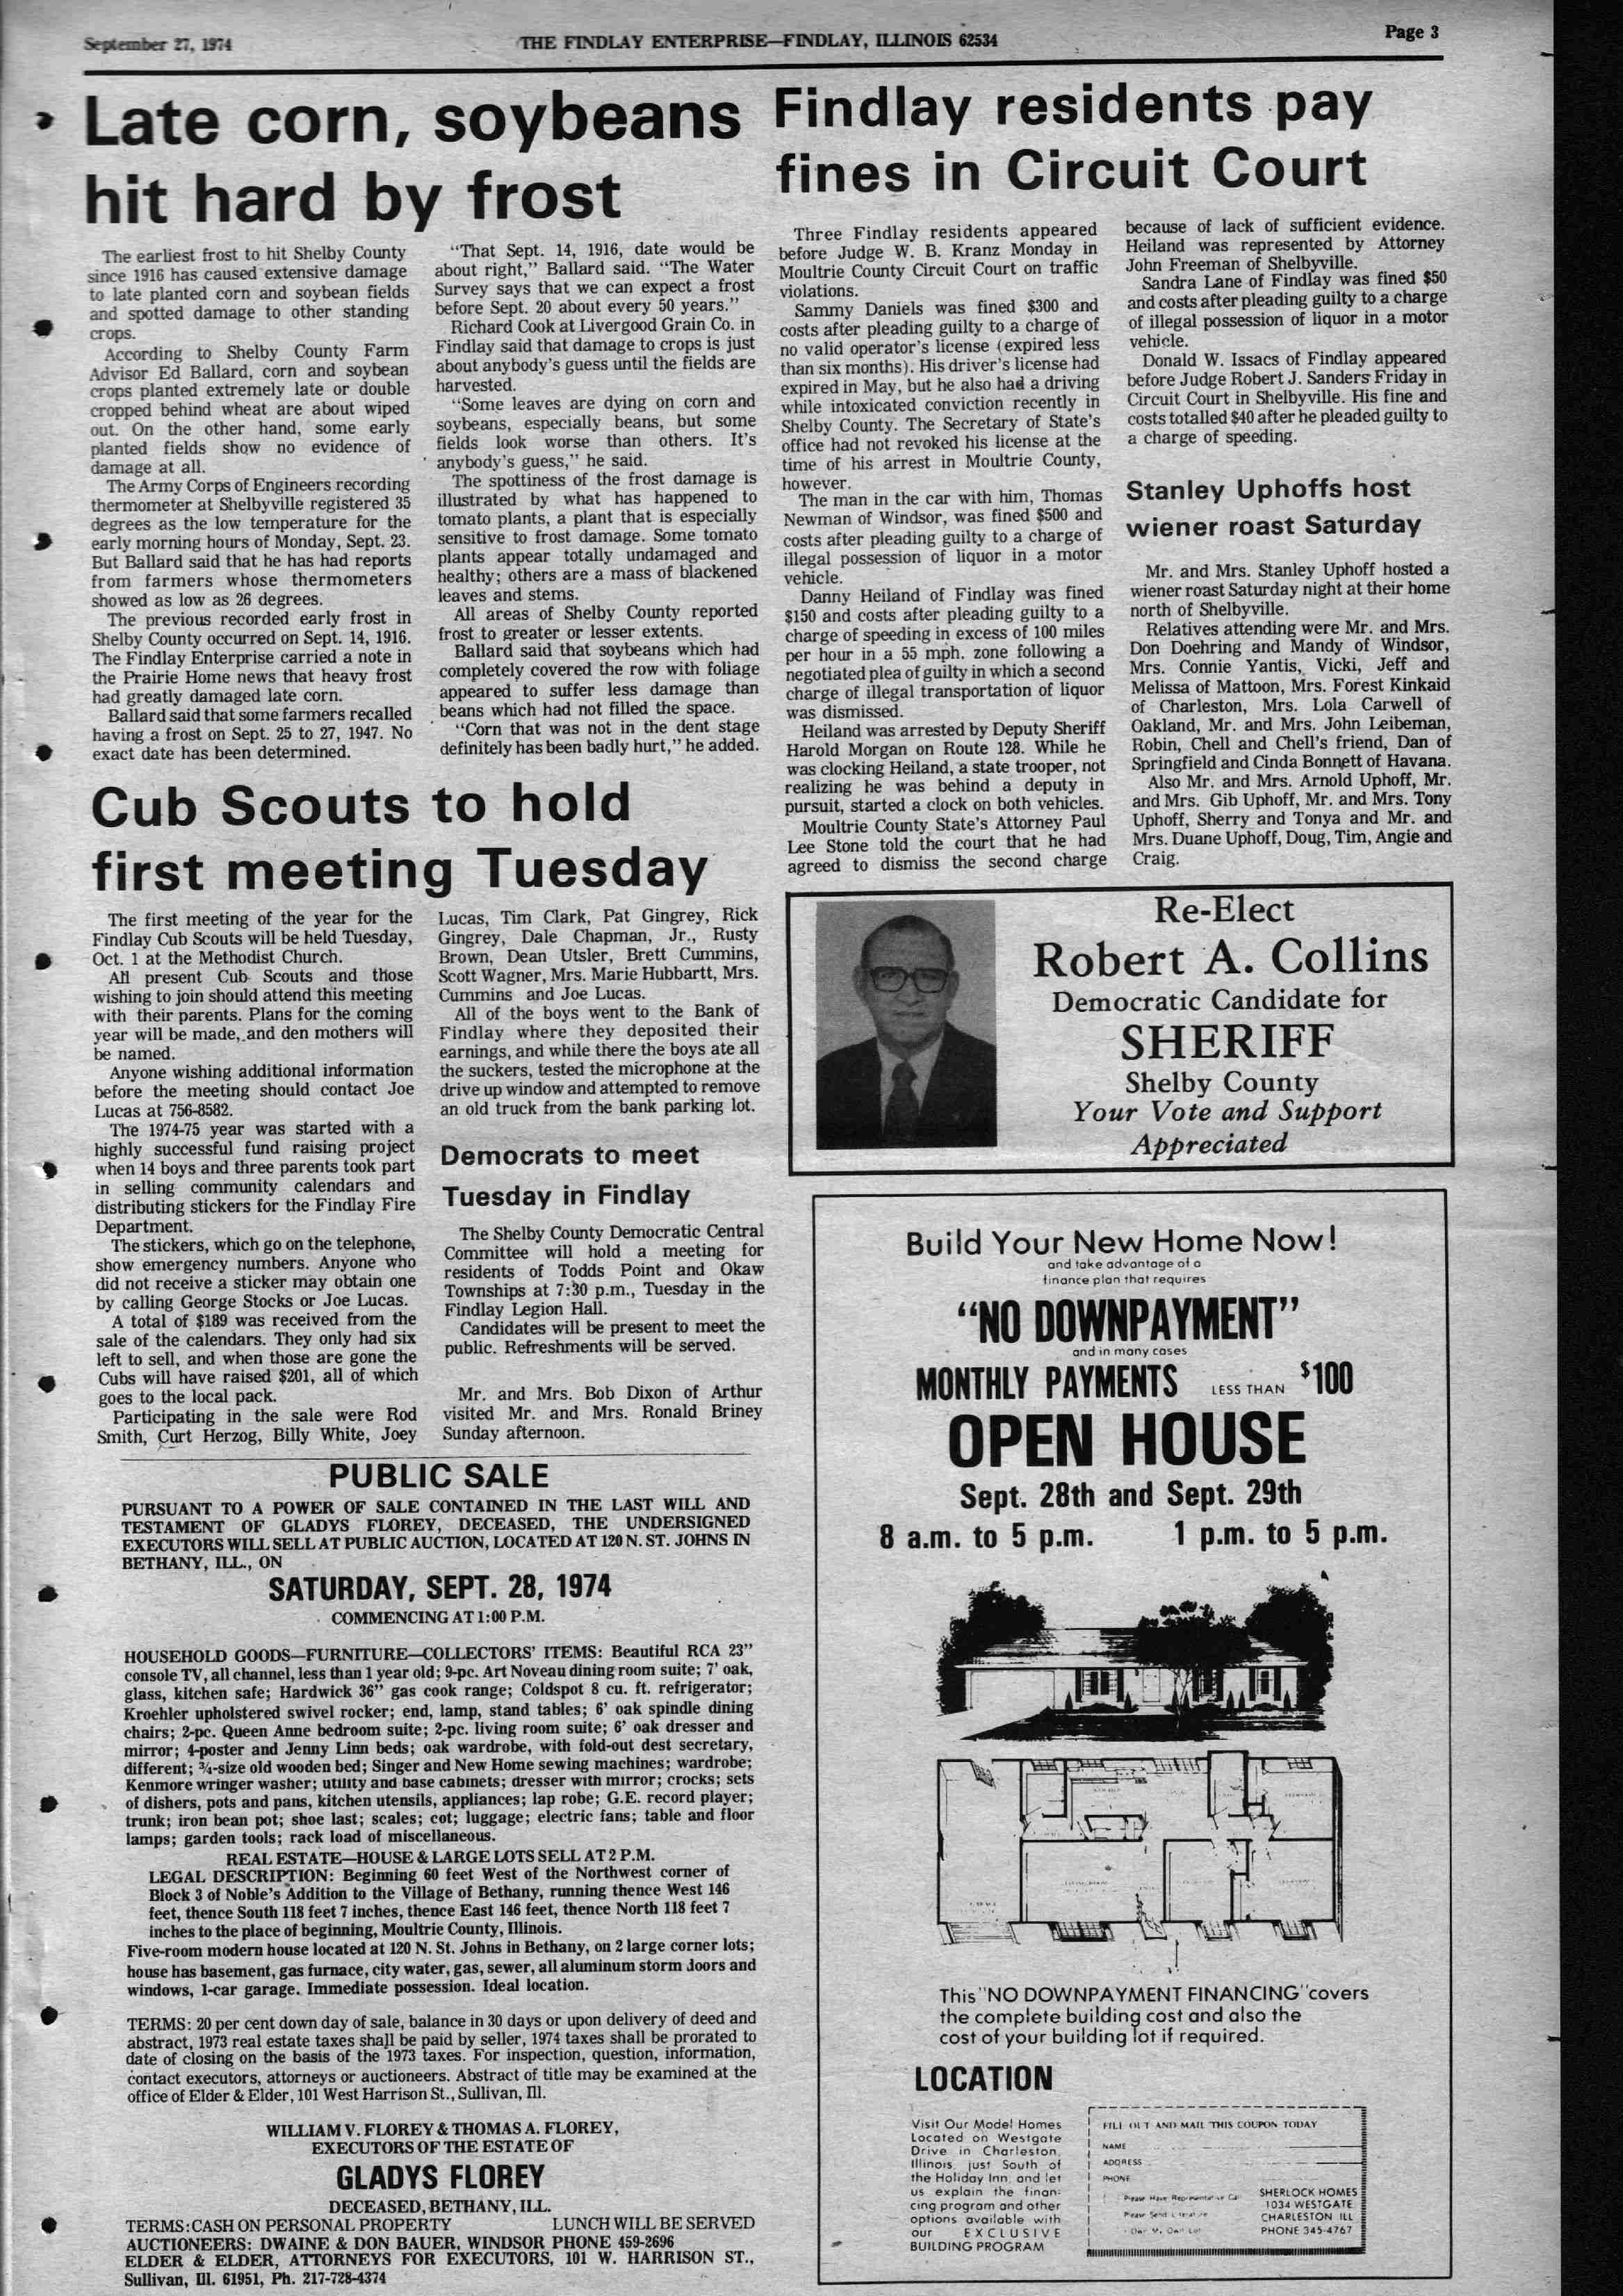 September 27, 1974
THE FINDLAY ENTERPRISE—FINDLAY, ILLINOIS 62534
Page 3
Late corn, soybeans
hit hard by frost
The earliest frost to hit Shelby County
since 1916 has caused extensive damage
to late planted corn and soybean fields
and spotted damage to other standing
crops.
According to Shelby County Farm
Advisor Ed Ballard, corn and soybean
crops planted extremely late or double
cropped behind wheat are about wiped
out. On the other hand, some early
planted fields show no evidence of
damage at all.
The Army Corps of Engineers recording
thermometer at Shelbyville registered 35
degrees as the low temperature for the
early morning hours of Monday, Sept. 23.
But Ballard said that he has had reports
from farmers whose thermometers
showed as low as 26 degrees.
The previous recorded early frost in
Shelby County occurred on Sept. 14, 1916.
The Findlay Enterprise carried a note in
the Prairie Home news that heavy frost
had greatly damaged late corn.
Ballard said that some farmers recalled
having a frost on Sept. 25 to 27, 1947. No
exact date has been determined.
"That Sept. 14, 1916, date would be
about right," Ballard said. "The Water
Survey says that we can expect a frost
before Sept. 20 about every 50 years."
Richard Cook at Livergood Grain Co. in
Findlay said that damage to crops is just
about anybody's guess until the fields are
harvested.
"Some leaves are dying on corn and
soybeans, especially beans, but some
fields look worse than others. It's
anybody's guess," he said.
The spottiness of the frost damage is
illustrated by what has happened to
tomato plants, a plant that is especially
sensitive to frost damage. Some tomato
plants appear totally undamaged and
healthy; others are a mass of blackened
leaves and stems.
All areas of Shelby County reported
frost to greater or lesser extents.
Ballard said that soybeans which had
completely covered the row with foliage
appeared to suffer less damage than
beans which had not filled the space.
"Corn that was not in the dent stage
definitely has been badly hurt," he added.
Findlay residents pay
fines in Circuit Court
Three Findlay residents appeared
before Judge W. B. Kranz Monday in
Moultrie County Circuit Court on traffic
violations.
Sammy Daniels was fined $300 and
costs after pleading guilty to a charge of
no valid operator's license (expired less
than six months). His driver's license had
expired in May, but he also had a driving
while intoxicated conviction recently in
Shelby County. The Secretary of State's
office had not revoked his license at the
time of his arrest in Moultrie County,
however.
The man in the car with him, Thomas
Newman of Windsor, was fined $500 and
costs after pleading guilty to a charge of
illegal possession of liquor in a motor
vehicle.
Danny Heiland of Findlay was fined
$150 and costs after pleading guilty to a
charge of speeding in excess of 100 miles
per hour in a 55 mph. zone following a
negotiated plea of guilty in which a second
charge of illegal transportation of liquor
was dismissed.
Heiland was arrested by Deputy Sheriff
Harold Morgan on Route 128. While he
was clocking Heiland, a state trooper, not
realizing he was behind a deputy in
pursuit, started a clock on both vehicles.
Moultrie County State's Attorney Paul
Lee Stone told the court that he had
agreed to dismiss the second charge
because of lack of sufficient evidence.
Heiland was represented by Attorney
John Freeman of Shelbyville.
Sandra Lane of Findlay was fined $50
and costs after pleading guilty to a charge
of illegal possession of liquor in a motor
vehicle.
Donald W. Issacs of Findlay appeared
before Judge Robert J. Sanders Friday in
Circuit Court in Shelbyville. His fine and
costs totalled $40 after he pleaded guilty to
a charge of speeding.
Stanley Uphoffs host
wiener roast Saturday
Mr. and Mrs. Stanley Uphoff hosted a
wiener roast Saturday night at their home
north of Shelbyville.
Relatives attending were Mr. and Mrs.
Don Doehring and Mandy of Windsor,
Mrs. Connie Yantis, Vicki, Jeff and
Melissa of Mattoon, Mrs. Forest Kinkaid
of Charleston, Mrs. Lola Carwell of
Oakland, Mr. and Mrs. John Leibeman,
Robin, Chell and Chell's friend, Dan of
Springfield and Cinda Bonnett of Havana.
Also Mr. and Mrs. Arnold Uphoff, Mr.
and Mrs. Gib Uphoff, Mr. and Mrs. Tony
Uphoff, Sherry and Tonya and Mr. and
Mrs. Duane Uphoff, Doug, Tim, Angie and
Craig.
Cub Scouts to hold
first meeting Tuesday
The first meeting of the year for the
Findlay Cub Scouts will be held Tuesday,
Oct. 1 at the Methodist Church.
All present Cub Scouts and those
wishing to join should attend this meeting
with their parents. Plans for the coming
year will be made, and den mothers will
be named.
Anyone wishing additional information
before the meeting should contact Joe
Lucas at 756-8582.
The 1974-75 year was started with a
highly successful fund raising project
when 14 boys and three parents took part
in selling community calendars and
distributing stickers for the Findlay Fire
Department.
The stickers, which go on the telephone,
show emergency numbers. Anyone who
did not receive a sticker may obtain one
by calling George Stocks or Joe Lucas.
A total of $189 was received from the
sale of the calendars. They only had six
left to sell, and when those are gone the
Cubs will have raised $201, all of which
goes to the local pack.
Participating in the sale were Rod
Smith, Curt Herzog, Billy White, Joey
Lucas, Tim Clark, Pat Gingrey, Rick
Gingrey, Dale Chapman, Jr., Rusty
Brown, Dean Utsler, Brett Cummins,
Scott Wagner, Mrs. Marie Hubbartt, Mrs.
Cummins and Joe Lucas.
All of the boys went to the Bank of
Findlay where they deposited their
earnings, and while there the boys ate all
the suckers, tested the microphone at the
drive up window and attempted to remove
an old truck from the bank parking lot.
Democrats to meet
Tuesday in Findlay
The Shelby County Democratic Central
Committee will hold a meeting for
residents of Todds Point and Okaw
Townships at 7:30 p.m., Tuesday in the
Findlay Legion Hall.
Candidates will be present to meet the
public. Refreshments will be served.
Mr. and Mrs. Bob Dixon of Arthur
visited Mr. and Mrs. Ronald Briney
Sunday afternoon.
Re-Elect
Robert A. Collins
Democratic Candidate for
SHERIFF
Shelby County
Your Vote and Support
Appreciated
PUBLIC SALE
PURSUANT TO A POWER OF SALE CONTAINED IN THE LAST WILL AND
TESTAMENT OF GLADYS FLOREY, DECEASED, THE UNDERSIGNED
EXECUTORS WILL SELL AT PUBLIC AUCTION, LOCATED AT 120 N. ST. JOHNS IN
BETHANY, ILL., ON
SATURDAY, SEPT. 28, 1974
COMMENCING AT 1:00 P.M.
HOUSEHOLD GOODS—FURNITURE—COLLECTORS' ITEMS: Beautiful RCA 23"
console TV, all channel, less than 1 year old; 9-pc. Art Noveau dining room suite; 7' oak,
glass, kitchen safe; Hardwick 36" gas cook range; Coldspot 8 cu. ft. refrigerator;
Kroehler upholstered swivel rocker; end, lamp, stand tables; 6' oak spindle dining
chairs; 2-pc. Queen Anne bedroom suite; 2-pc. living room suite; 6' oak dresser and
mirror; 4-poster and Jenny Linn beds; oak wardrobe, with fold-out dest secretary,
different; ¾-size old wooden bed; Singer and New Home sewing machines; wardrobe;
Kenmore wringer washer; utility and base cabinets; dresser with mirror; crocks; sets
of dishers, pots and pans, kitchen utensils, appliances; lap robe; G.E. record player;
trunk; iron bean pot; shoe last; scales; cot; luggage; electric fans; table and floor
lamps; garden tools; rack load of miscellaneous.
REAL ESTATE—HOUSE & LARGE LOTS SELL AT 2 P.M.
LEGAL DESCRIPTION: Beginning 60 feet West of the Northwest corner of
Block 3 of Noble's Addition to the Village of Bethany, running thence West 146
feet, thence South 118 feet 7 inches, thence East 146 feet, thence North 118 feet 7
inches to the place of beginning, Moultrie County, Illinois.
Five-room modern house located at 120 N. St. Johns in Bethany, on 2 large corner lots;
house has basement, gas furnace, city water, gas, sewer, all aluminum storm doors and
windows, 1-car garage. Immediate possession. Ideal location.
TERMS: 20 per cent down day of sale, balance in 30 days or upon delivery of deed and
abstract, 1973 real estate taxes shall be paid by seller, 1974 taxes shall be prorated to
date of closing on the basis of the 1973 taxes. For inspection, question, information,
contact executors, attorneys or auctioneers. Abstract of title may be examined at the
office of Elder & Elder, 101 West Harrison St., Sullivan, Ill.
WILLIAM V. FLOREY & THOMAS A. FLOREY,
EXECUTORS OF THE ESTATE OF
GLADYS FLOREY
DECEASED, BETHANY, ILL.
TERMS: CASH ON PERSONAL PROPERTY LUNCH WILL BE SERVED
AUCTIONEERS: DWAINE & DON BAUER, WINDSOR PHONE 459-2696
ELDER & ELDER, ATTORNEYS FOR EXECUTORS, 101 W. HARRISON ST.,
Sullivan, Ill. 61951, Ph. 217-728-4374
Build Your New Home Now!
and take advantage of a
finance plan that requires
"NO DOWNPAYMENT"
and in many cases
MONTHLY PAYMENTS LESS THAN $100
OPEN HOUSE
Sept. 28th and Sept. 29th
8 a.m. to 5 p.m. 1 p.m. to 5 p.m.
This "NO DOWNPAYMENT FINANCING" covers
the complete building cost and also the
cost of your building lot if required.
LOCATION
Visit Our Model Homes
Located on Westgate
Drive in Charleston,
Illinois, just South of
the Holiday Inn, and let
us explain the finan-
cing program and other
options available with
our EXCLUSIVE
BUILDING PROGRAM
FILL OUT AND MAIL THIS COUPON TODAY
NAME
ADDRESS
PHONE
Please Have Representative Call
Please Send Literature
I Own My Own Lot
SHERLOCK HOMES
1034 WESTGATE
CHARLESTON ILL
PHONE 345-4767